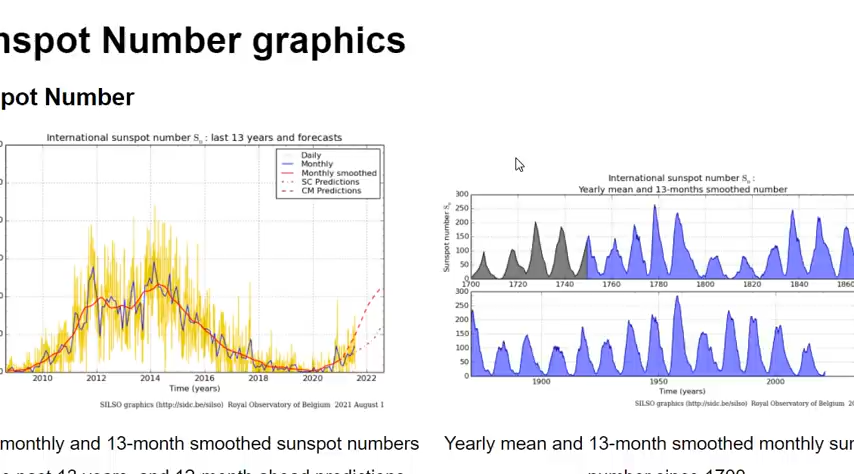 nspot Number graphics
spot Number
International sunspot number Sn : last 13 years and forecasts
Daily
Monthly
Monthly smoothed
SC Predictions
CM Predictions
2010 2012 2014 2016 2018 2020 2022
Time (years)
SILSO graphics (http://sidc.be/silso) Royal Observatory of Belgium 2021 August 1
monthly and 13-month smoothed sunspot numbers
past 13 years and 12-month ahead predictions
International sunspot number Sn :
Yearly mean and 13-months smoothed number
Sunspot number Sn
300
250
200
150
100
50
0
1700 1720 1740 1760 1780 1800 1820 1840 1860
300
250
200
150
100
50
0
1900 1950 2000
Time (years)
SILSO graphics (http://sidc.be/silso) Royal Observatory of Belgium 20
Yearly mean and 13-month smoothed monthly sur
number since 1700